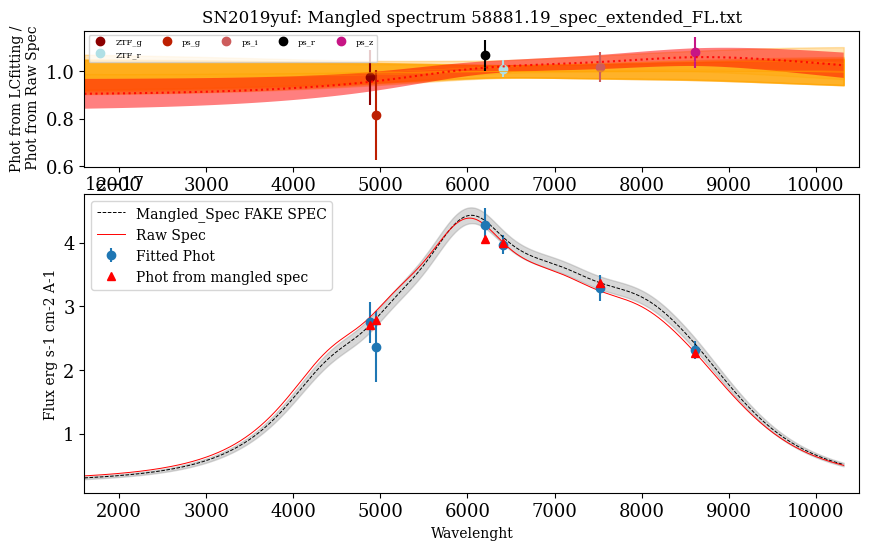 SN2019yuf: Mangled spectrum 58881.19_spec_extended_FL.txt
ZTF_g ps_g ps_i ps_r ps_z
ZTF_r
Phot from LCfitting /
Phot from Raw Spec
1.0
0.8
0.6
2000 3000 4000 5000 6000 7000 8000 9000 10000
1e−17
Mangled_Spec FAKE SPEC
Raw Spec
Fitted Phot
Phot from mangled spec
Flux erg s-1 cm-2 A-1
4
3
2
1
2000 3000 4000 5000 6000 7000 8000 9000 10000
Wavelenght